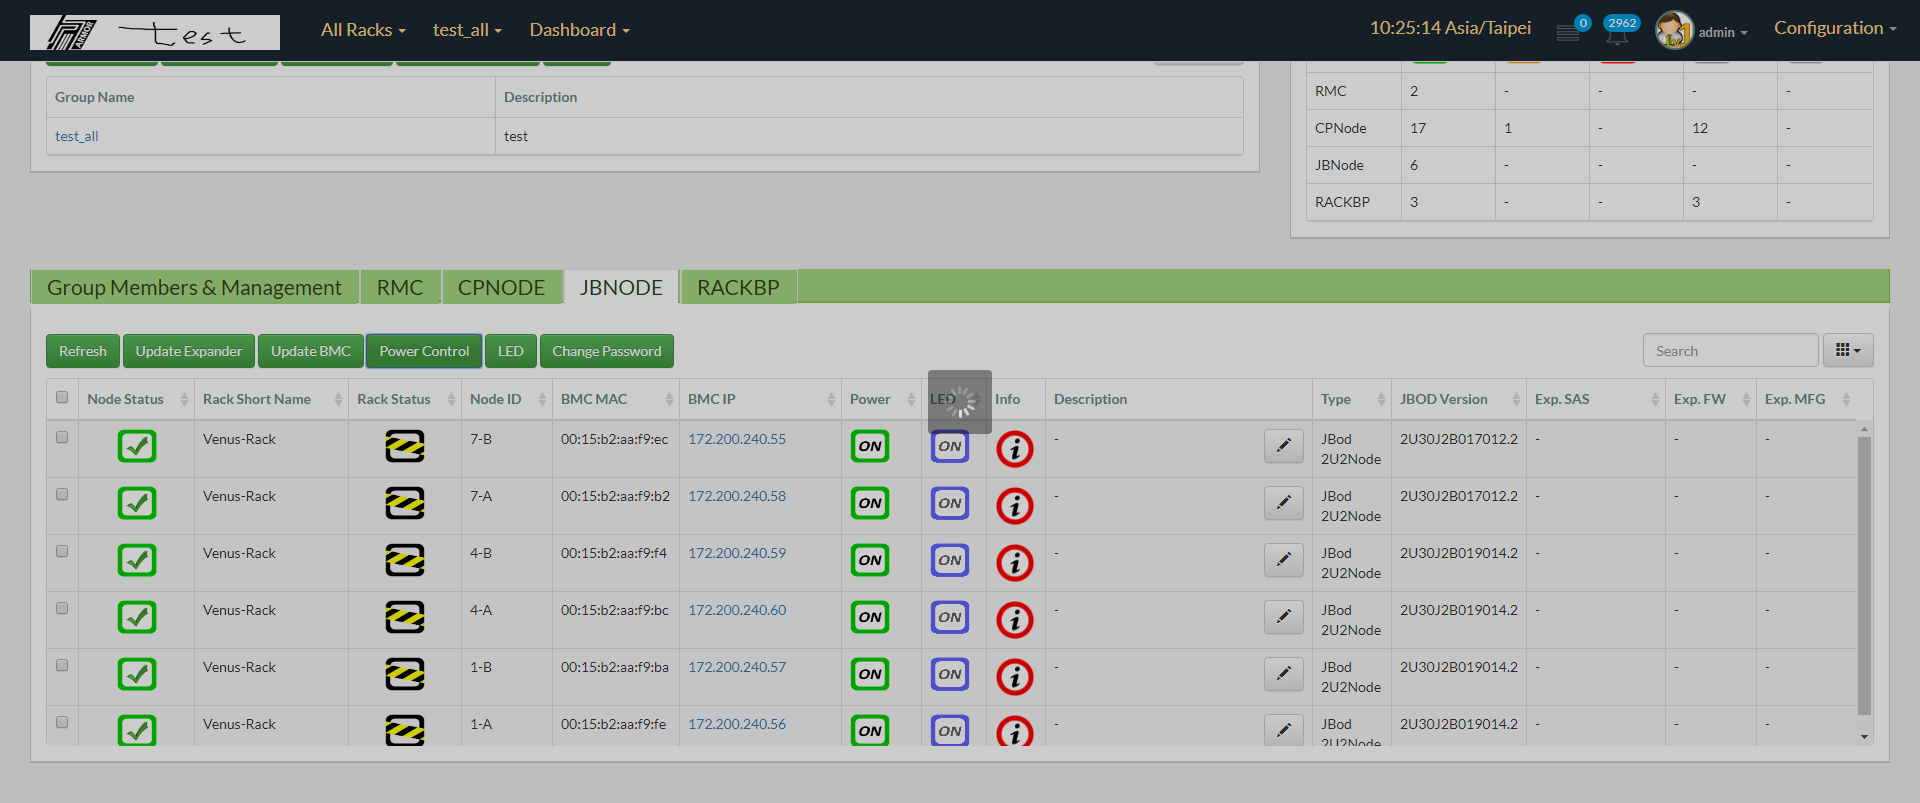 ARMOR test All Racks test_all Dashboard 10:25:14 Asia/Taipei 0 2962 admin Configuration
Group Name Description
test_all test
RMC 2 - - - -
CPNode 17 1 - 12 -
JBNode 6 - - - -
RACKBP 3 - - 3 -
Group Members & Management RMC CPNODE JBNODE RACKBP
Refresh Update Expander Update BMC Power Control LED Change Password Search
Node Status Rack Short Name Rack Status Node ID BMC MAC BMC IP Power LED Info Description Type JBOD Version Exp. SAS Exp. FW Exp. MFG
Venus-Rack 7-B 00:15:b2:aa:f9:ec 172.200.240.55 ON ON i - JBod 2U30J2B017012.2 - - -
2U2Node
Venus-Rack 7-A 00:15:b2:aa:f9:b2 172.200.240.58 ON ON i - JBod 2U30J2B017012.2 - - -
2U2Node
Venus-Rack 4-B 00:15:b2:aa:f9:f4 172.200.240.59 ON ON i - JBod 2U30J2B019014.2 - - -
2U2Node
Venus-Rack 4-A 00:15:b2:aa:f9:bc 172.200.240.60 ON ON i - JBod 2U30J2B019014.2 - - -
2U2Node
Venus-Rack 1-B 00:15:b2:aa:f9:ba 172.200.240.57 ON ON i - JBod 2U30J2B019014.2 - - -
2U2Node
Venus-Rack 1-A 00:15:b2:aa:f9:fe 172.200.240.56 ON ON i - JBod 2U30J2B019014.2 - - -
2U2Node